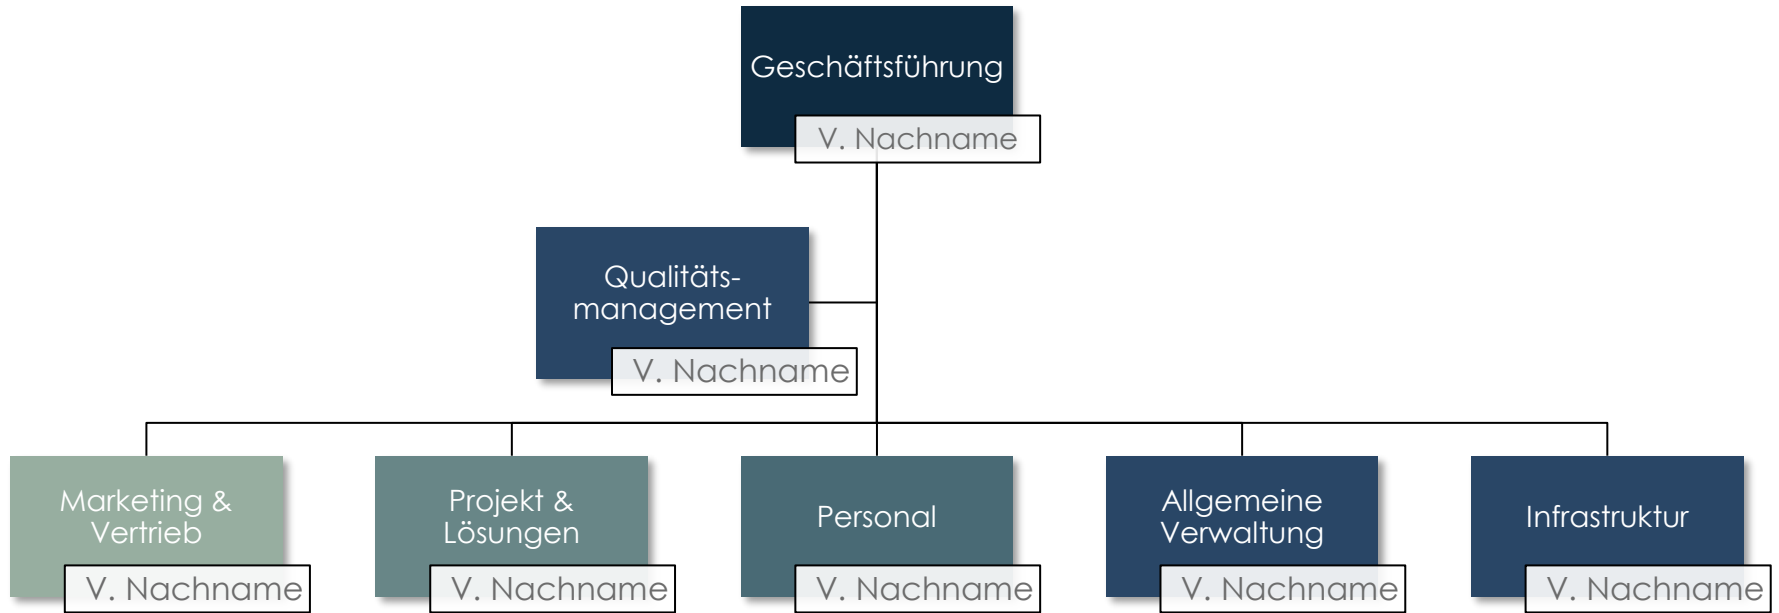 Geschäftsführung
V. Nachname
Qualitäts-
management
V. Nachname
Marketing &
Vertrieb
V. Nachname
Projekt &
Lösungen
V. Nachname
Personal
V. Nachname
Allgemeine
Verwaltung
V. Nachname
Infrastruktur
V. Nachname